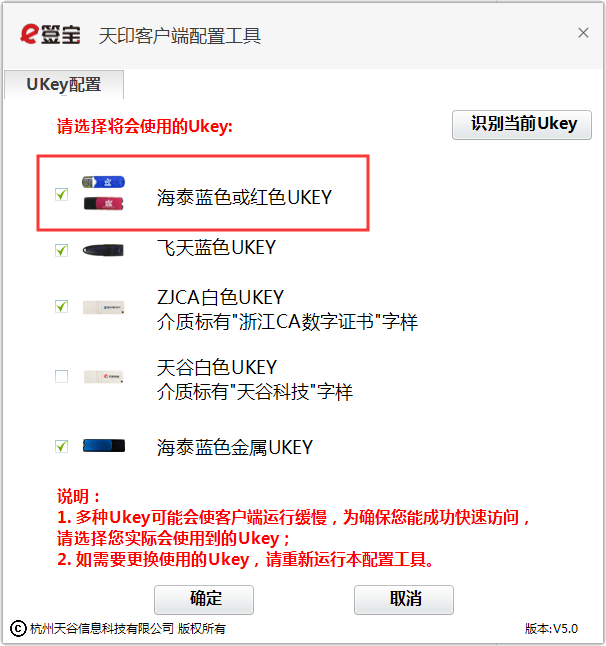 e签宝 天印客户端配置工具
UKey配置
请选择将会使用的Ukey:
识别当前Ukey
海泰蓝色或红色UKEY
飞天蓝色UKEY
ZJCA白色UKEY
介质标有"浙江CA数字证书"字样
天谷白色UKEY
介质标有"天谷科技"字样
海泰蓝色金属UKEY
说明：
1. 多种Ukey可能会使客户端运行缓慢，为确保您能成功快速访问，
请选择您实际会使用到的Ukey；
2. 如需要更换使用的Ukey，请重新运行本配置工具。
确定 取消
©杭州天谷信息科技有限公司 版权所有 版本:V5.0